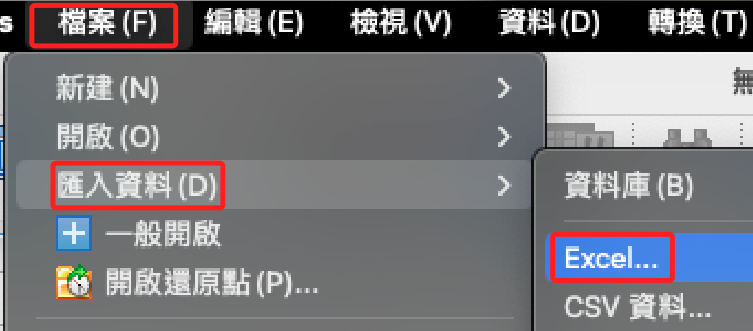 s 檔案(F) 編輯(E) 檢視(V) 資料(D) 轉換(T)
無
新建(N)
開啟(O)
匯入資料(D)
資料庫(B)
一般開啟
Excel...
開啟還原點(P)...
CSV 資料...